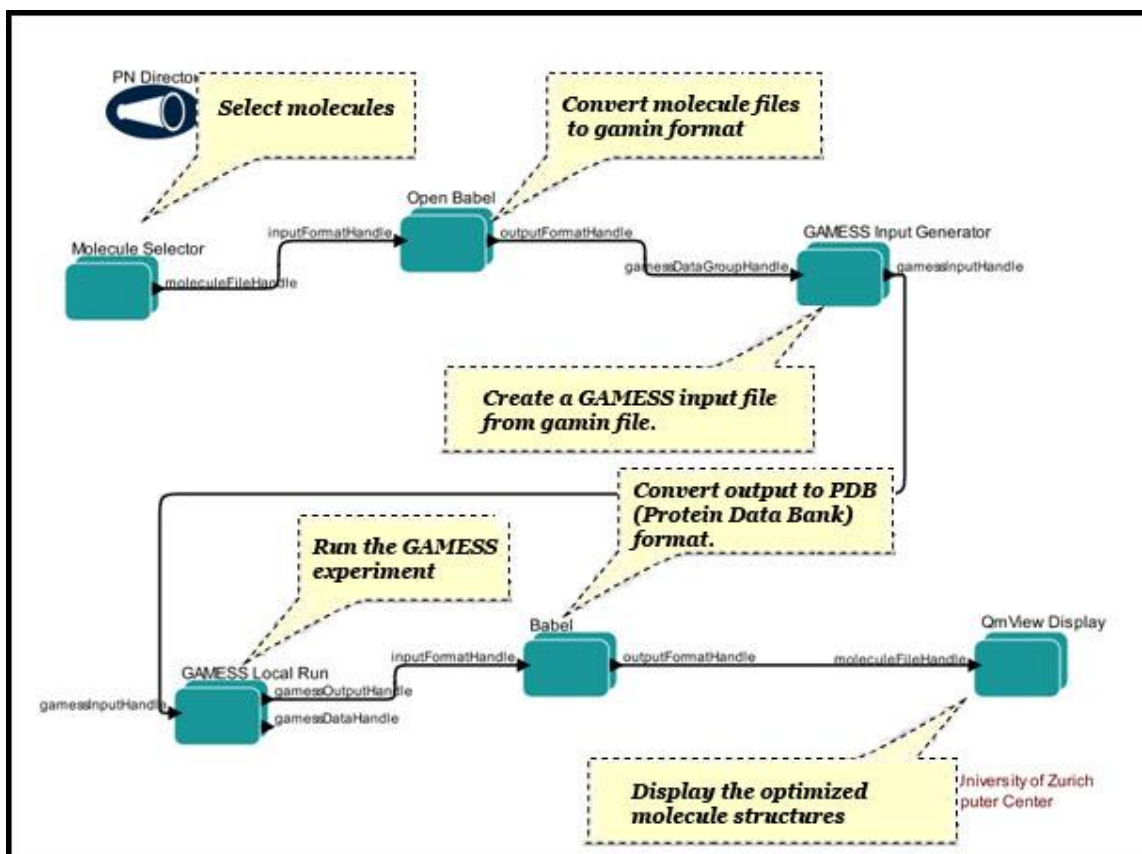 PN Director
Select molecules
Convert molecule files
to gamin format
Open Babel
inputFormatHandle
outputFormatHandle
Molecule Selector
moleculeFileHandle
GAMESS Input Generator
gamessDataGroupHandle
gamessInputHandle
Create a GAMESS input file
from gamin file.
Convert output to PDB
(Protein Data Bank)
format.
Run the GAMESS
experiment
Babel
inputFormatHandle
outputFormatHandle
QmView Display
moleculeFileHandle
GAMESS Local Run
gamessInputHandle
gamessOutputHandle
gamessDataHandle
Display the optimized
molecule structures
University of Zurich
puter Center